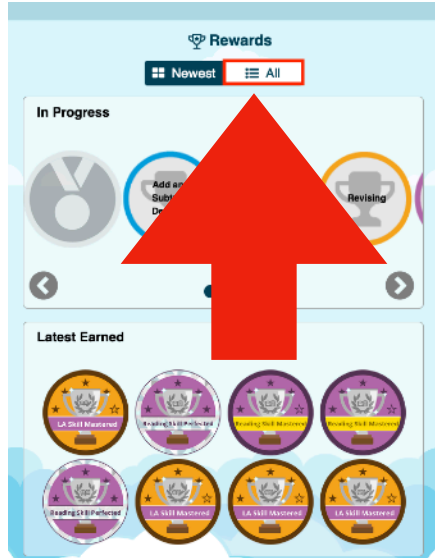 Rewards
Newest
All
In Progress
Add an
Subt
De
Revising
Latest Earned
LA Skill Mastered
Reading Skill Perfected
Reading Skill Mastered
Reading Skill Mastered
Reading Skill Perfected
LA Skill Mastered
LA Skill Mastered
LA Skill Mastered